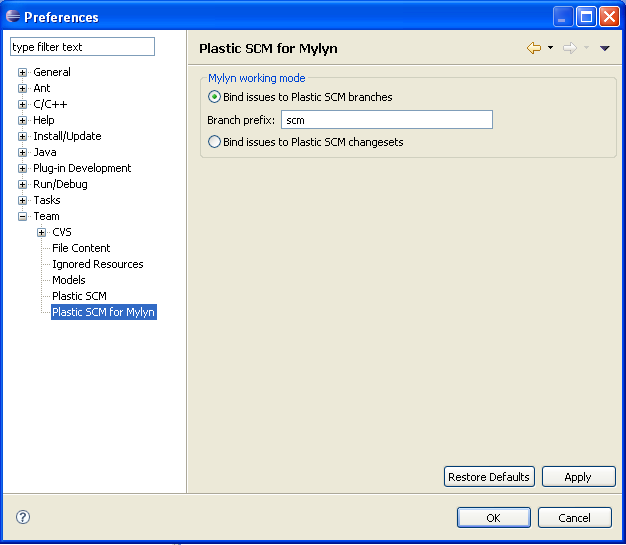 Preferences
type filter text
General
Ant
C/C++
Help
Install/Update
Java
Plug-in Development
Run/Debug
Tasks
Team
CVS
File Content
Ignored Resources
Models
Plastic SCM
Plastic SCM for Mylyn
Plastic SCM for Mylyn
Mylyn working mode
Bind issues to Plastic SCM branches
Branch prefix: scm
Bind issues to Plastic SCM changesets
Restore Defaults Apply
? OK Cancel